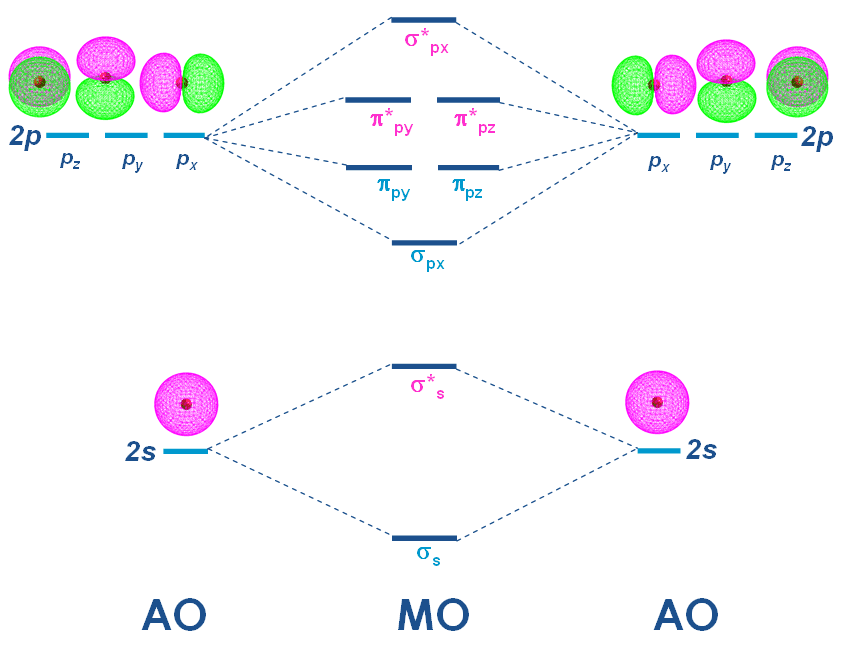 σ*px
π*py π*pz
2p 2p
pz py px px py pz
πpy πpz
σpx
σ*s
2s 2s
σs
AO MO AO